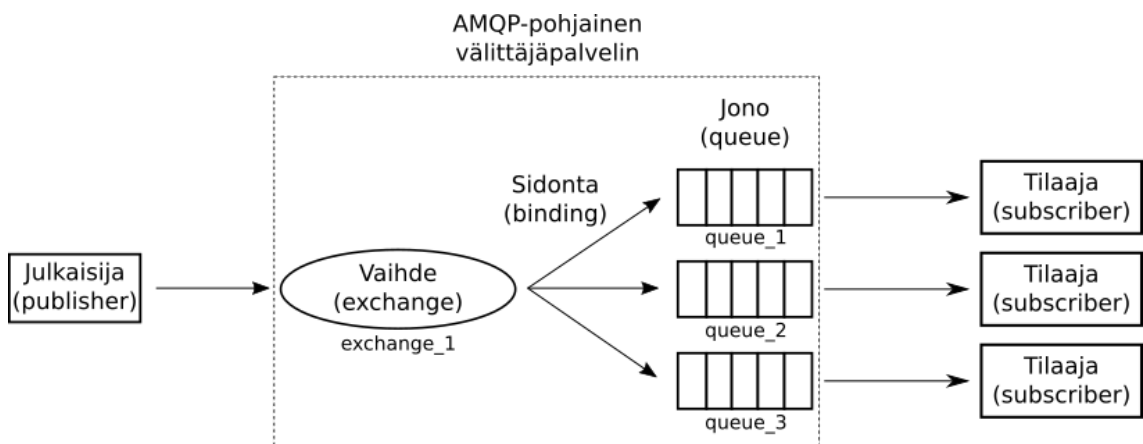 AMQP-pohjainen
välittäjäpalvelin
Jono
(queue)
Sidonta
(binding)
queue_1
Tilaaja
(subscriber)
Julkaisija
(publisher)
Vaihde
(exchange)
exchange_1
queue_2
Tilaaja
(subscriber)
queue_3
Tilaaja
(subscriber)